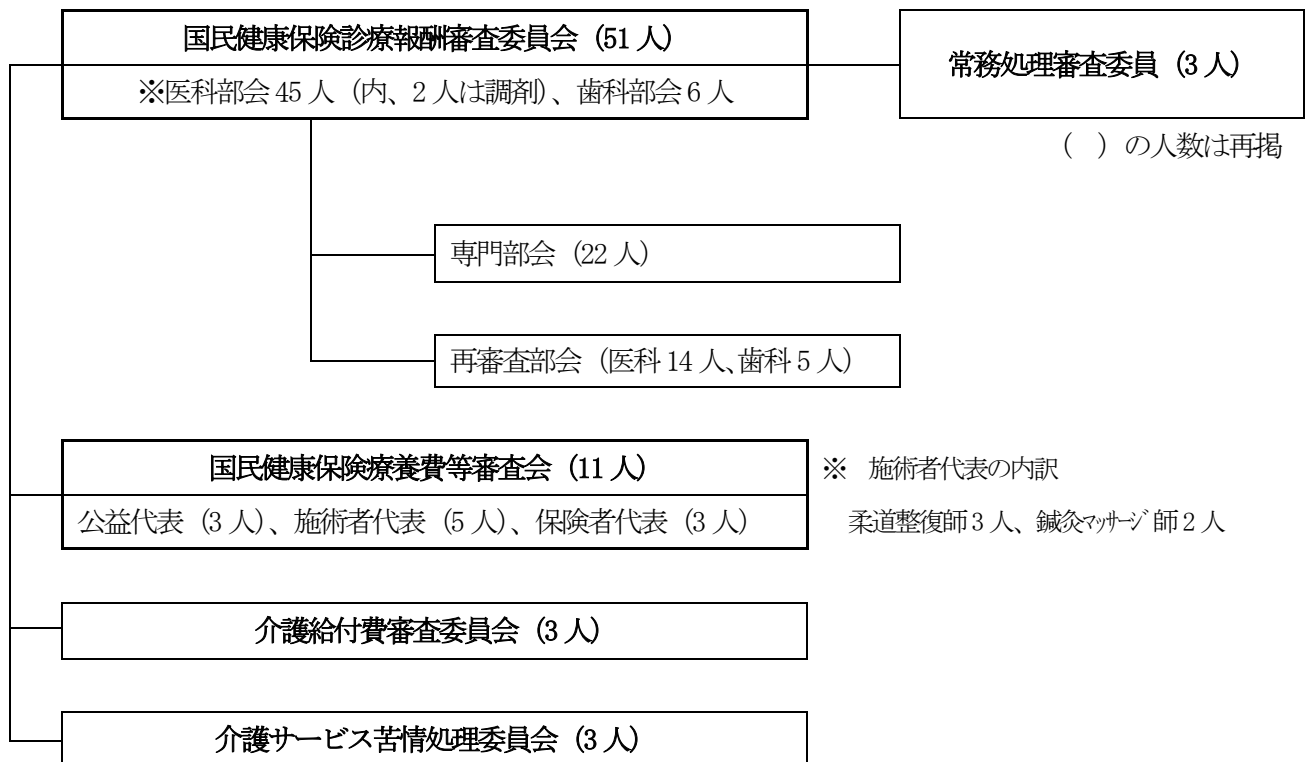 国民健康保険診療報酬審査委員会（51人）
※医科部会45人（内、2人は調剤）、歯科部会6人
常務処理審査委員（3人）
（　）の人数は再掲
専門部会（22人）
再審査部会（医科14人、歯科5人）
国民健康保険療養費等審査会（11人）
公益代表（3人）、施術者代表（5人）、保険者代表（3人）
※　施術者代表の内訳
柔道整復師3人、鍼灸ﾏｯｻｰｼﾞ師2人
介護給付費審査委員会（3人）
介護サービス苦情処理委員会（3人）